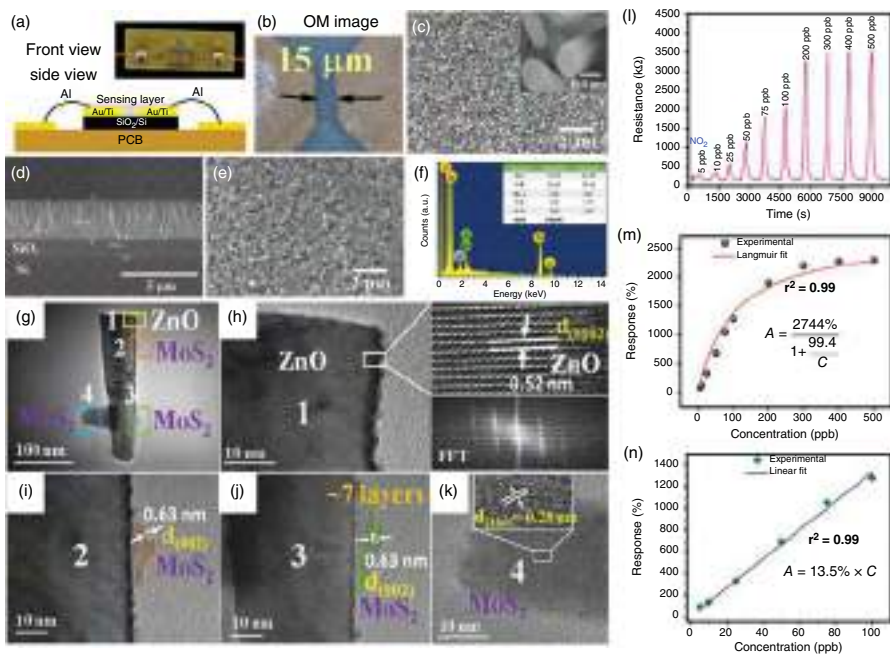 (a)
Front view
side view
Al
Sensing layer
Al
Au/Ti
Au/Ti
SiO2/Si
PCB
(b)
OM image
15 μm
(c)
(d)
(e)
(f)
Counts (a.u.)
0 2 4 6 8 10 12 14
Energy (keV)
(g)
1
ZnO
2
MoS2
4
3
MoS2
MoS2
100 nm
(h)
ZnO
1
10 nm
ZnO
0.52 nm
FFT
(i)
2
0.63 nm
d(002)
MoS2
10 nm
(j)
~7 layers
3
0.63 nm
d(002)
MoS2
10 nm
(k)
4
MoS2
10 nm
(l)
Resistance (kΩ)
4500
4000
3500
3000
2500
2000
1500
1000
500
0
NO2
5 ppb
10 ppb
25 ppb
50 ppb
75 ppb
100 ppb
200 ppb
300 ppb
400 ppb
500 ppb
0 1500 3000 4500 6000 7500 9000
Time (s)
(m)
Response (%)
2500
2000
1500
1000
500
0
Experimental
Langmuir fit
r2 = 0.99
A = 2744%
1+ 99.4
C
0 100 200 300 400 500
Concentration (ppb)
(n)
Response (%)
1400
1200
1000
800
600
400
200
0
Experimental
Linear fit
r2 = 0.99
A = 13.5% × C
0 20 40 60 80 100
Concentration (ppb)